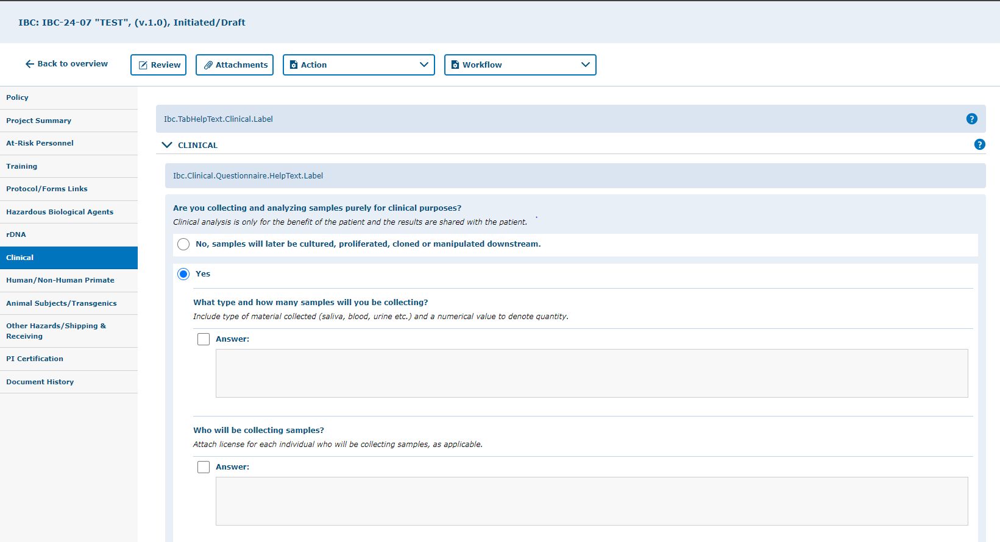 IBC: IBC-24-07 "TEST", (v.1.0), Initiated/Draft
Back to overview
Review
Attachments
Action
Workflow
Policy
Project Summary
At-Risk Personnel
Training
Protocol/Forms Links
Hazardous Biological Agents
rDNA
Clinical
Human/Non-Human Primate
Animal Subjects/Transgenics
Other Hazards/Shipping &
Receiving
PI Certification
Document History
Ibc.TabHelpText.Clinical.Label
?
CLINICAL
?
Ibc.Clinical.Questionnaire.HelpText.Label
Are you collecting and analyzing samples purely for clinical purposes?
Clinical analysis is only for the benefit of the patient and the results are shared with the patient.
No, samples will later be cultured, proliferated, cloned or manipulated downstream.
Yes
What type and how many samples will you be collecting?
Include type of material collected (saliva, blood, urine etc.) and a numerical value to denote quantity.
Answer:
Who will be collecting samples?
Attach license for each individual who will be collecting samples, as applicable.
Answer: